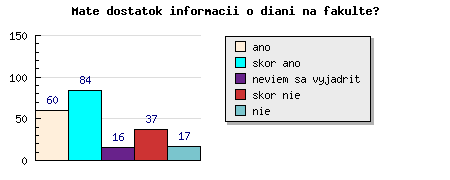 Mate dostatok informacii o diani na fakulte?
150
100
50
0
60
84
16
37
17
ano
skor ano
neviem sa vyjadrit
skor nie
nie